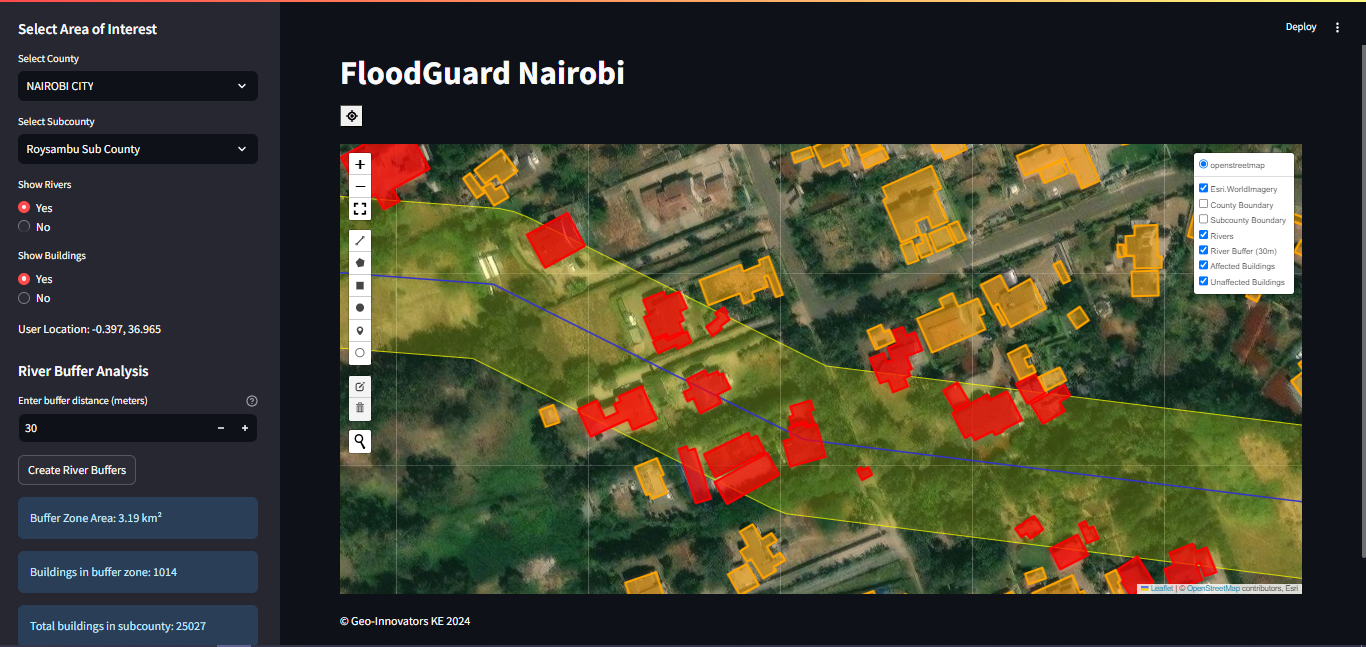 Select Area of Interest
Select County
NAIROBI CITY
Select Subcounty
Roysambu Sub County
Show Rivers
Yes
No
Show Buildings
Yes
No
User Location: -0.397, 36.965
River Buffer Analysis
Enter buffer distance (meters)
30
Create River Buffers
Buffer Zone Area: 3.19 km²
Buildings in buffer zone: 1014
Total buildings in subcounty: 25027
Deploy
FloodGuard Nairobi
openstreetmap
Esri.WorldImagery
County Boundary
Subcounty Boundary
Rivers
River Buffer (30m)
Affected Buildings
Unaffected Buildings
Leaflet | © OpenStreetMap contributors, Esri
© Geo-Innovators KE 2024